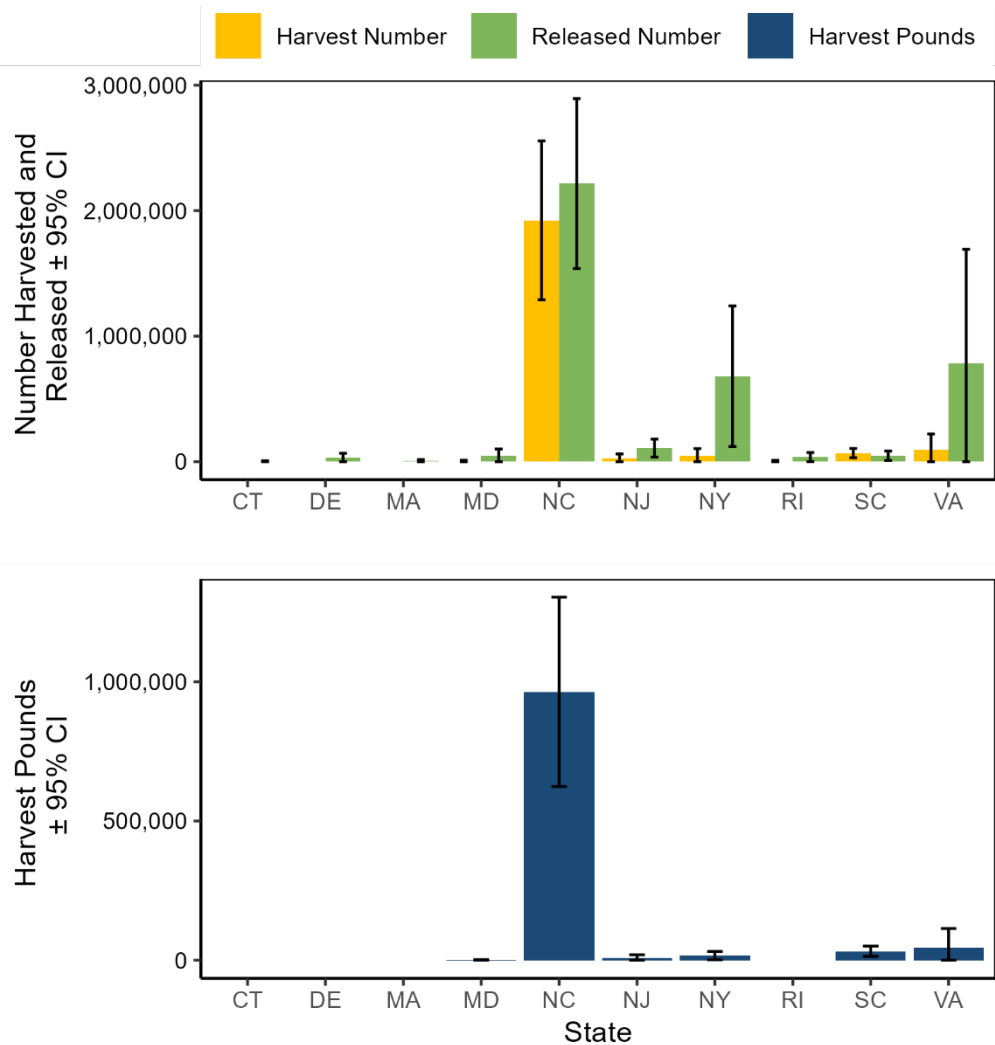 Harvest Number
Released Number
Harvest Pounds
Number Harvested and
Released ± 95% CI
3,000,000
2,000,000
1,000,000
0
CT DE MA MD NC NJ NY RI SC VA
Harvest Pounds
± 95% CI
1,000,000
500,000
0
CT DE MA MD NC NJ NY RI SC VA
State